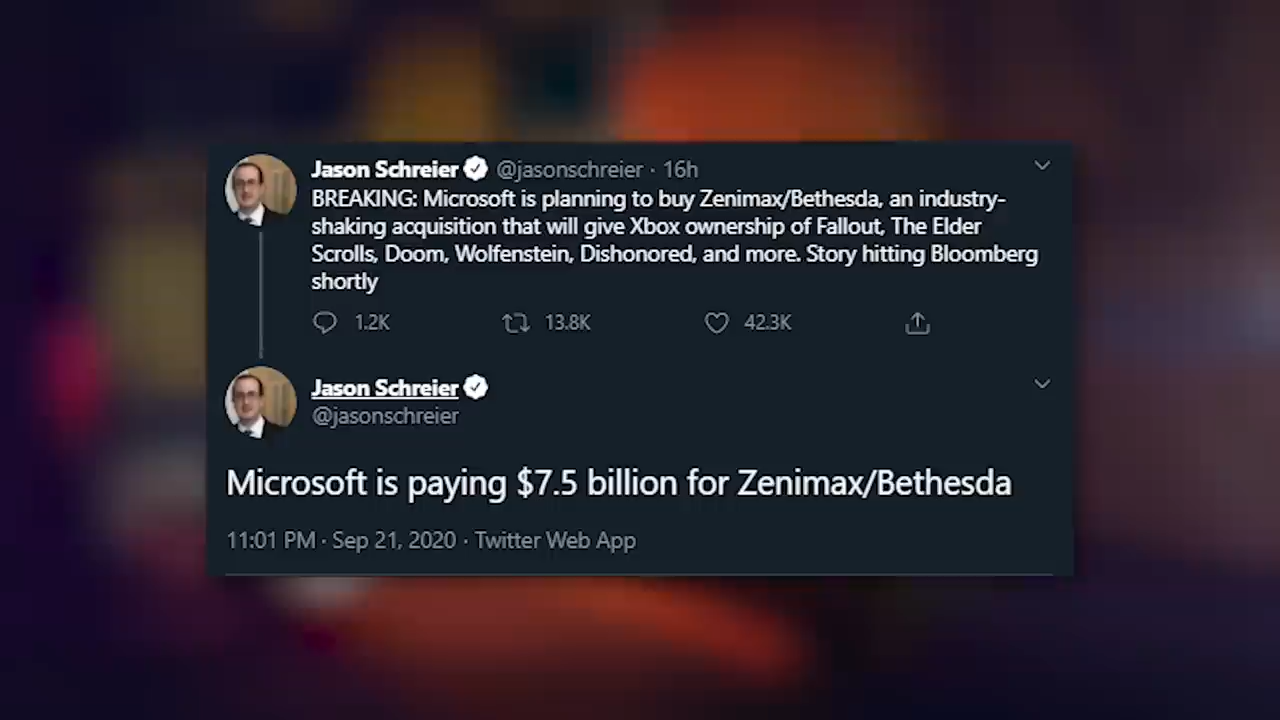 Jason Schreier @jasonschreier · 16h
BREAKING: Microsoft is planning to buy Zenimax/Bethesda, an industry-
shaking acquisition that will give Xbox ownership of Fallout, The Elder
Scrolls, Doom, Wolfenstein, Dishonored, and more. Story hitting Bloomberg
shortly
1.2K 13.8K 42.3K
Jason Schreier
@jasonschreier
Microsoft is paying $7.5 billion for Zenimax/Bethesda
11:01 PM · Sep 21, 2020 · Twitter Web App